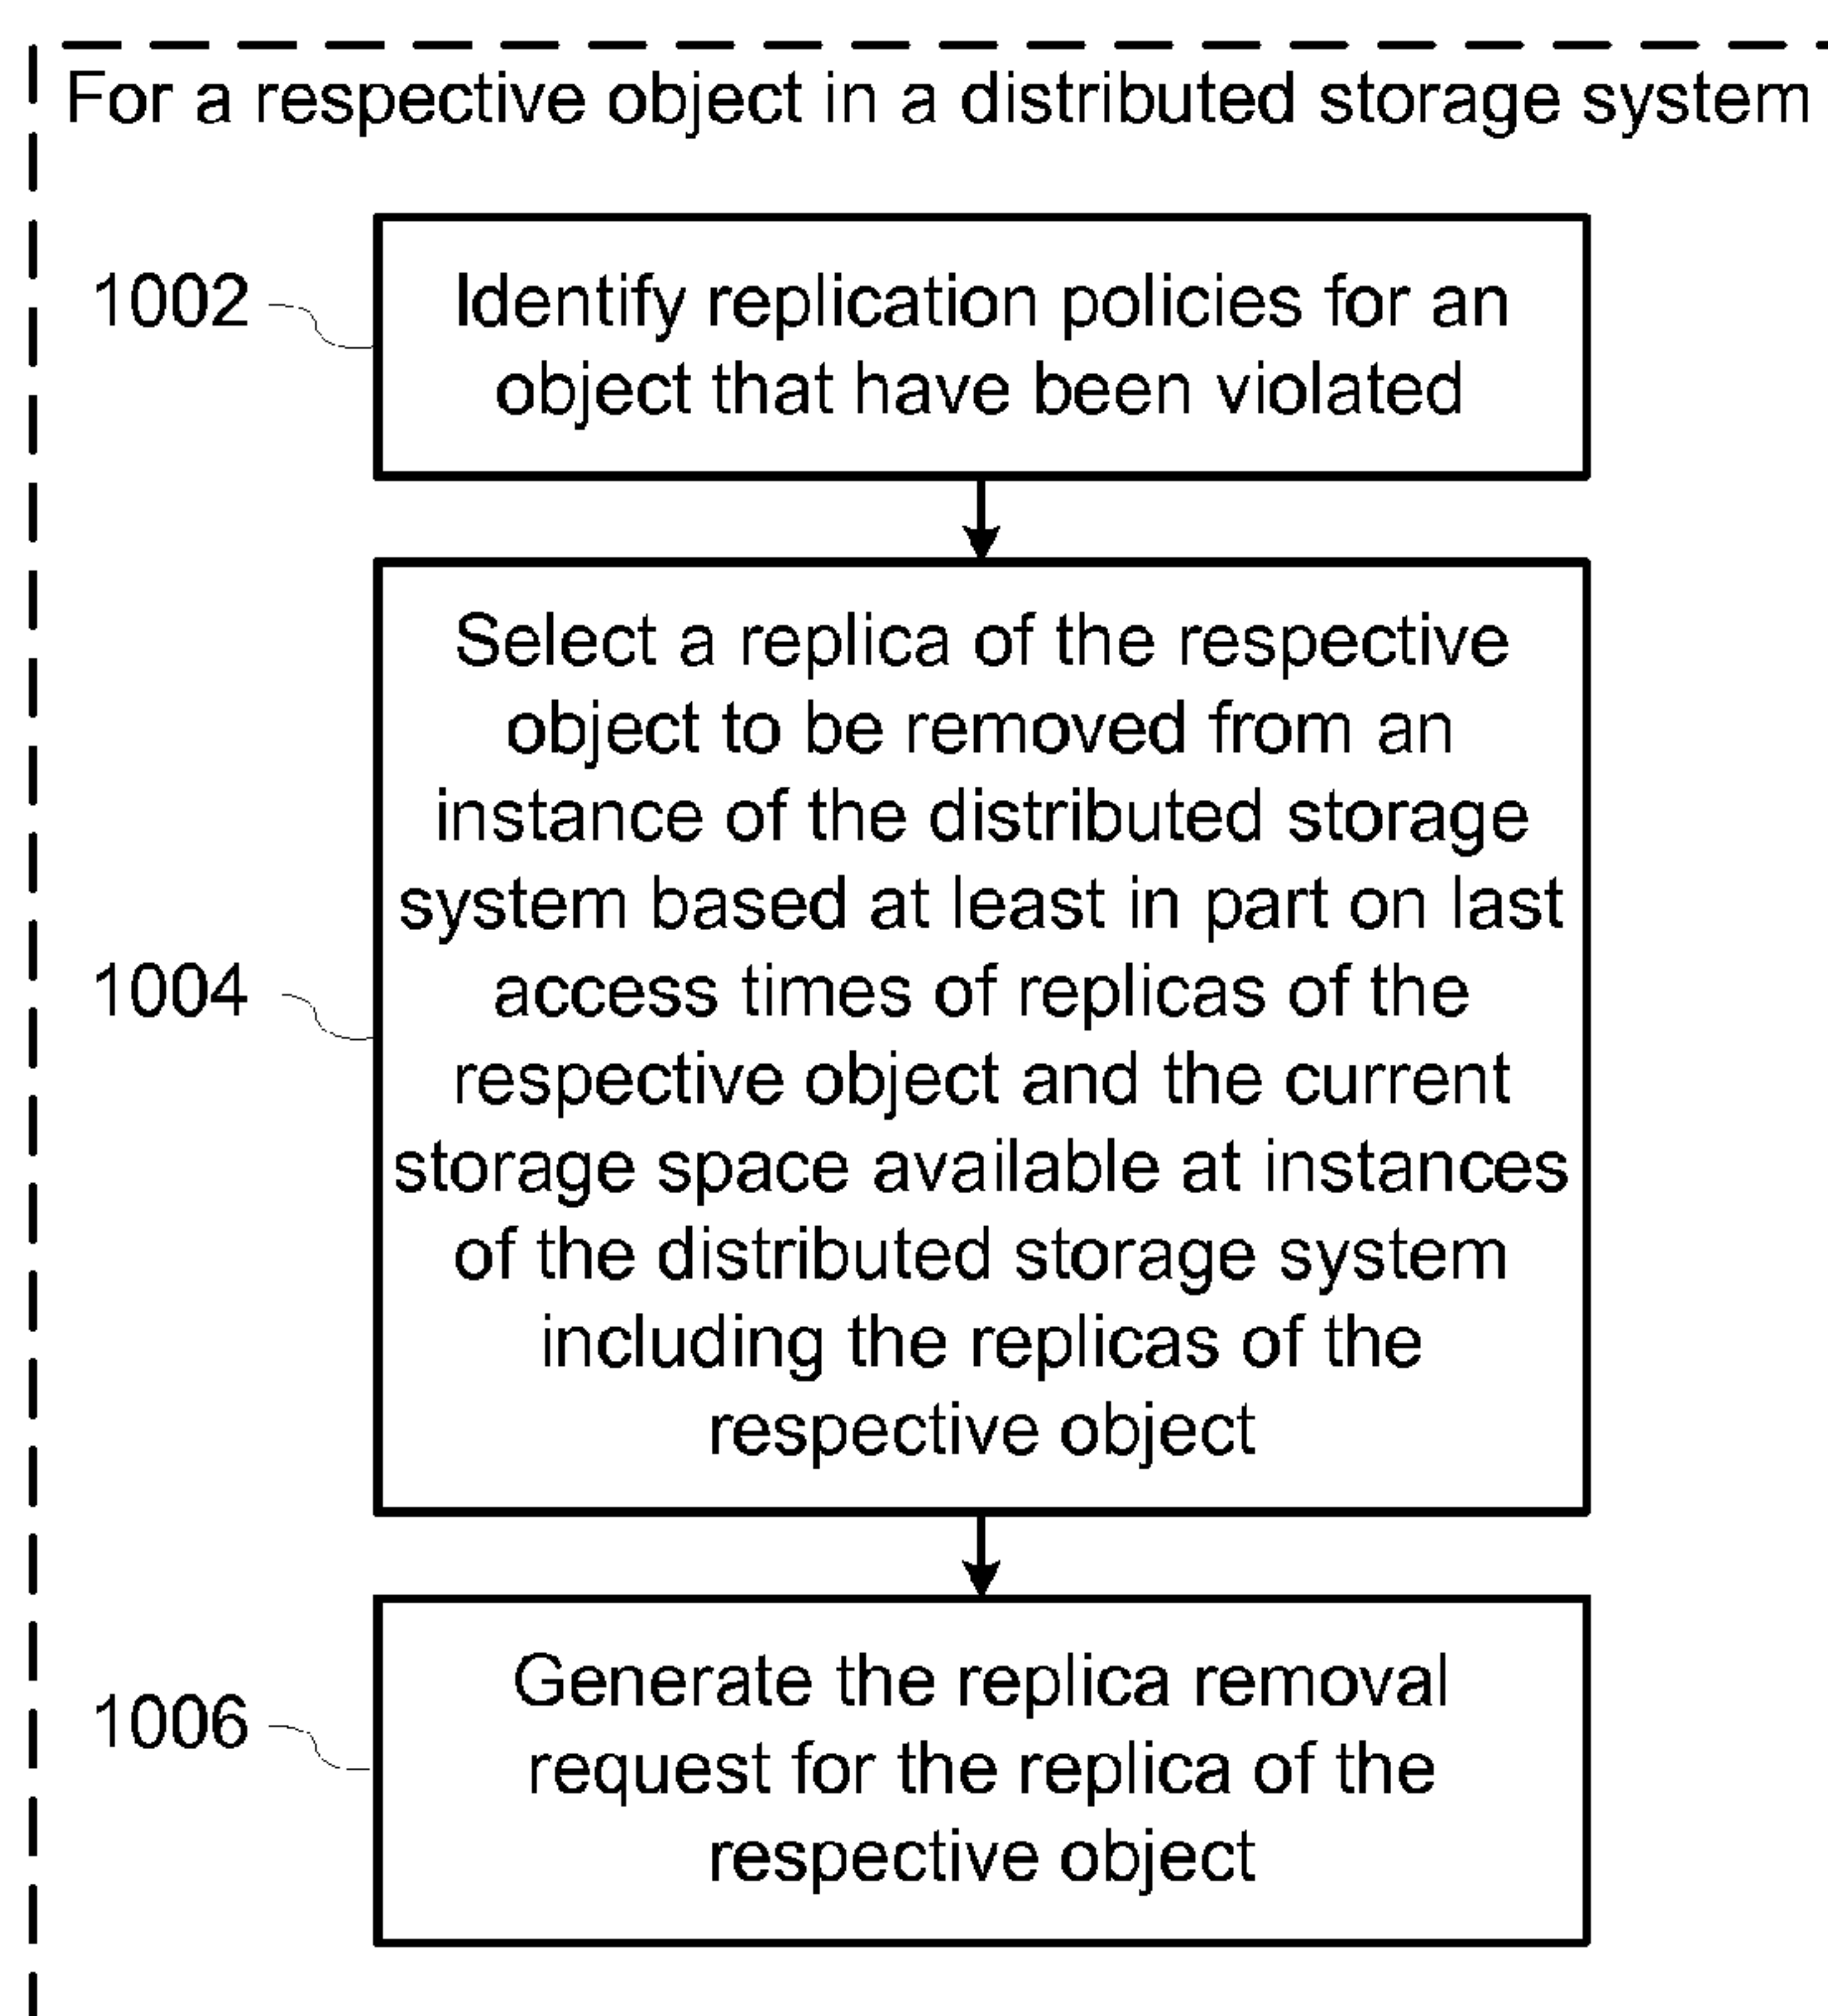 For a respective object in a distributed storage system
1002
Identify replication policies for an
object that have been violated
1004
Select a replica of the respective
object to be removed from an
instance of the distributed storage
system based at least in part on last
access times of replicas of the
respective object and the current
storage space available at instances
of the distributed storage system
including the replicas of the
respective object
1006
Generate the replica removal
request for the replica of the
respective object